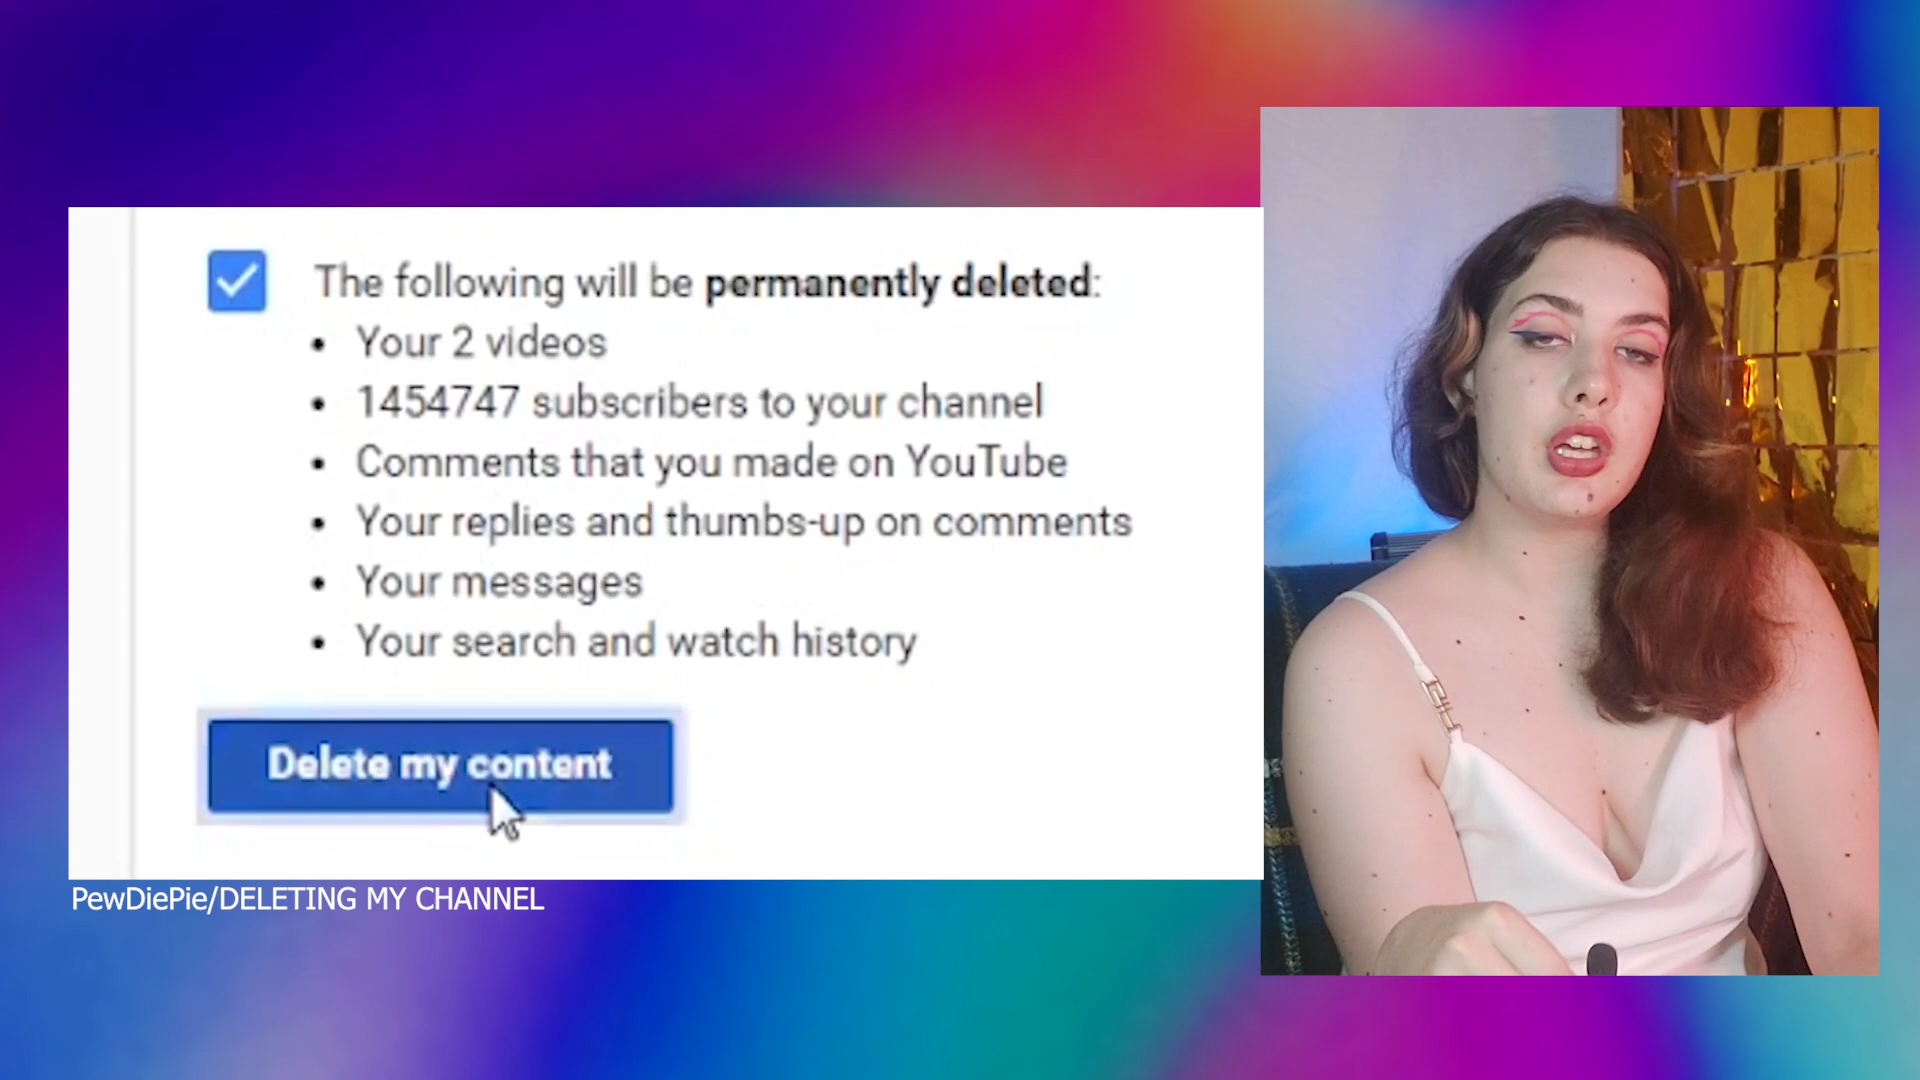 The following will be permanently deleted:
• Your 2 videos
• 1454747 subscribers to your channel
• Comments that you made on YouTube
• Your replies and thumbs-up on comments
• Your messages
• Your search and watch history
Delete my content
PewDiePie/DELETING MY CHANNEL